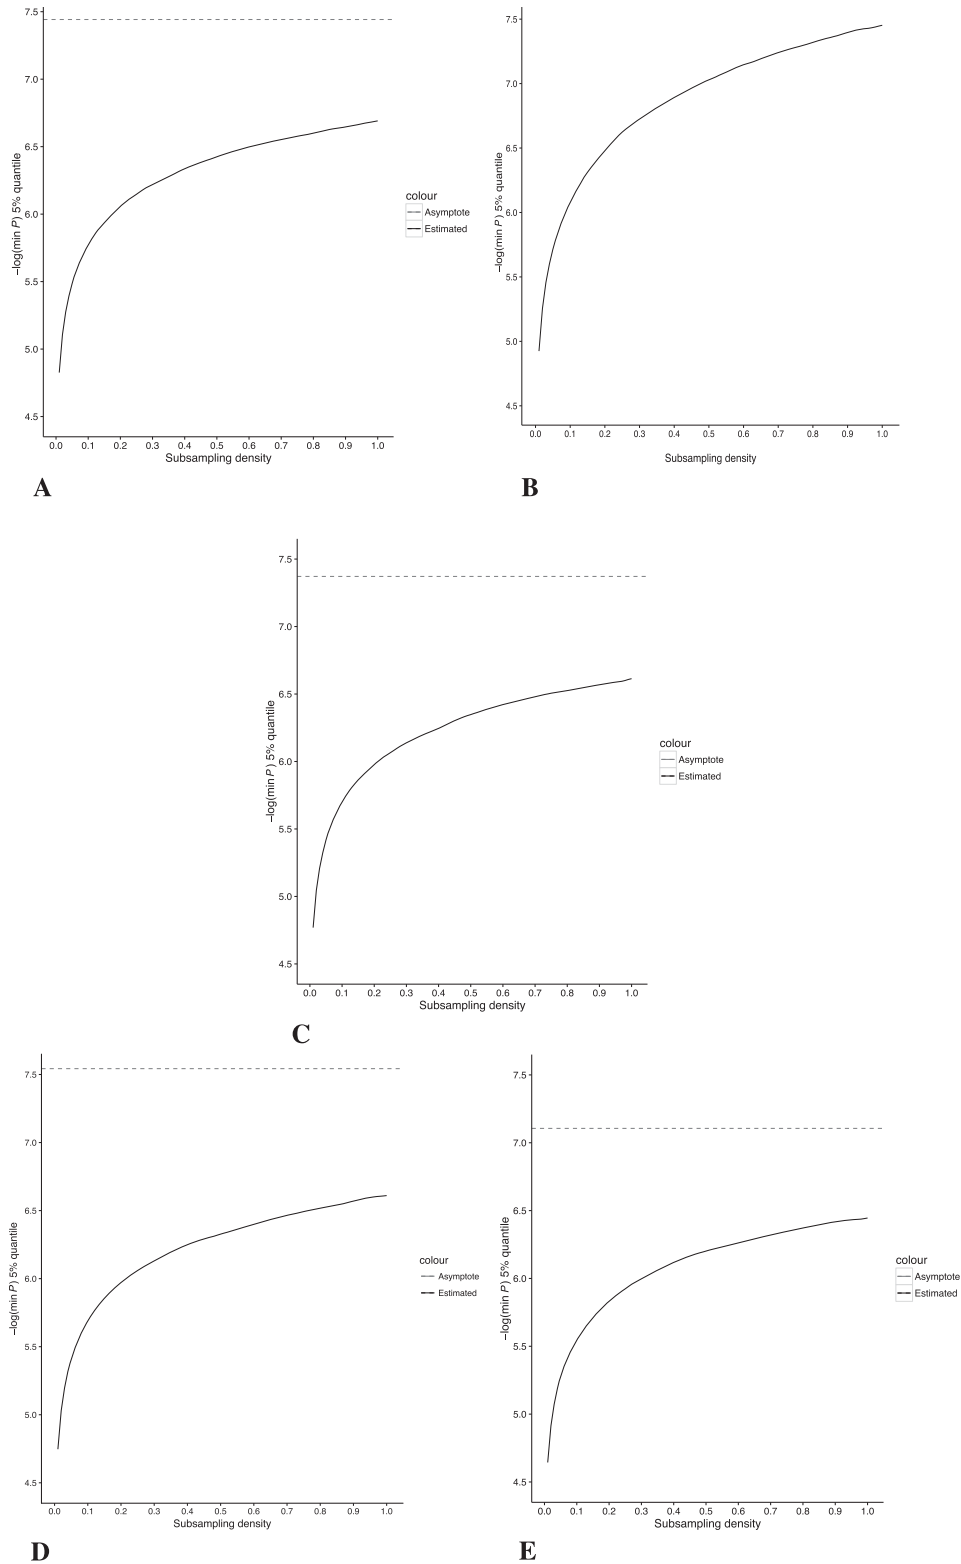 7.5
7.0
6.5
6.0
5.5
5.0
4.5
–log(min P) 5% quantile
0.0 0.1 0.2 0.3 0.4 0.5 0.6 0.7 0.8 0.9 1.0
Subsampling density
colour
Asymptote
Estimated
A
7.5
7.0
6.5
6.0
5.5
5.0
4.5
–log(min P) 5% quantile
0.0 0.1 0.2 0.3 0.4 0.5 0.6 0.7 0.8 0.9 1.0
Subsampling density
B
7.5
7.0
6.5
6.0
5.5
5.0
4.5
–log(min P) 5% quantile
0.0 0.1 0.2 0.3 0.4 0.5 0.6 0.7 0.8 0.9 1.0
Subsampling density
colour
Asymptote
Estimated
C
7.5
7.0
6.5
6.0
5.5
5.0
4.5
–log(min P) 5% quantile
0.0 0.1 0.2 0.3 0.4 0.5 0.6 0.7 0.8 0.9 1.0
Subsampling density
colour
Asymptote
Estimated
D
7.5
7.0
6.5
6.0
5.5
5.0
4.5
–log(min P) 5% quantile
0.0 0.1 0.2 0.3 0.4 0.5 0.6 0.7 0.8 0.9 1.0
Subsampling density
colour
Asymptote
Estimated
E